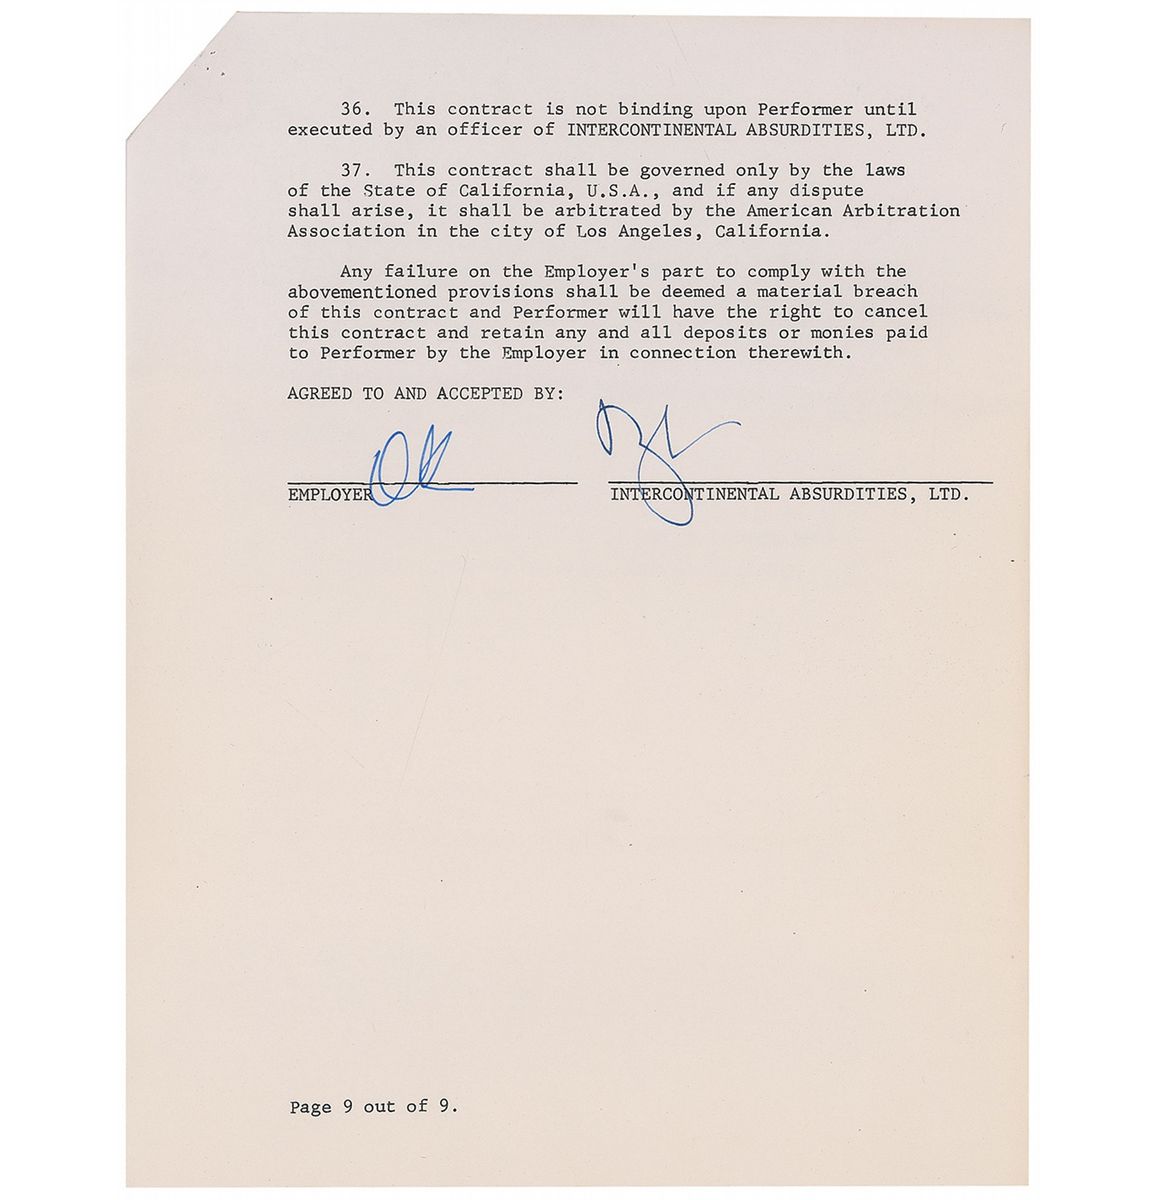 36. This contract is not binding upon Performer until
executed by an officer of INTERCONTINENTAL ABSURDITIES, LTD.
37. This contract shall be governed only by the laws
of the State of California, U.S.A., and if any dispute
shall arise, it shall be arbitrated by the American Arbitration
Association in the city of Los Angeles, California.
Any failure on the Employer's part to comply with the
abovementioned provisions shall be deemed a material breach
of this contract and Performer will have the right to cancel
this contract and retain any and all deposits or monies paid
to Performer by the Employer in connection therewith.
AGREED TO AND ACCEPTED BY:
EMPLOYER
INTERCONTINENTAL ABSURDITIES, LTD.
Page 9 out of 9.